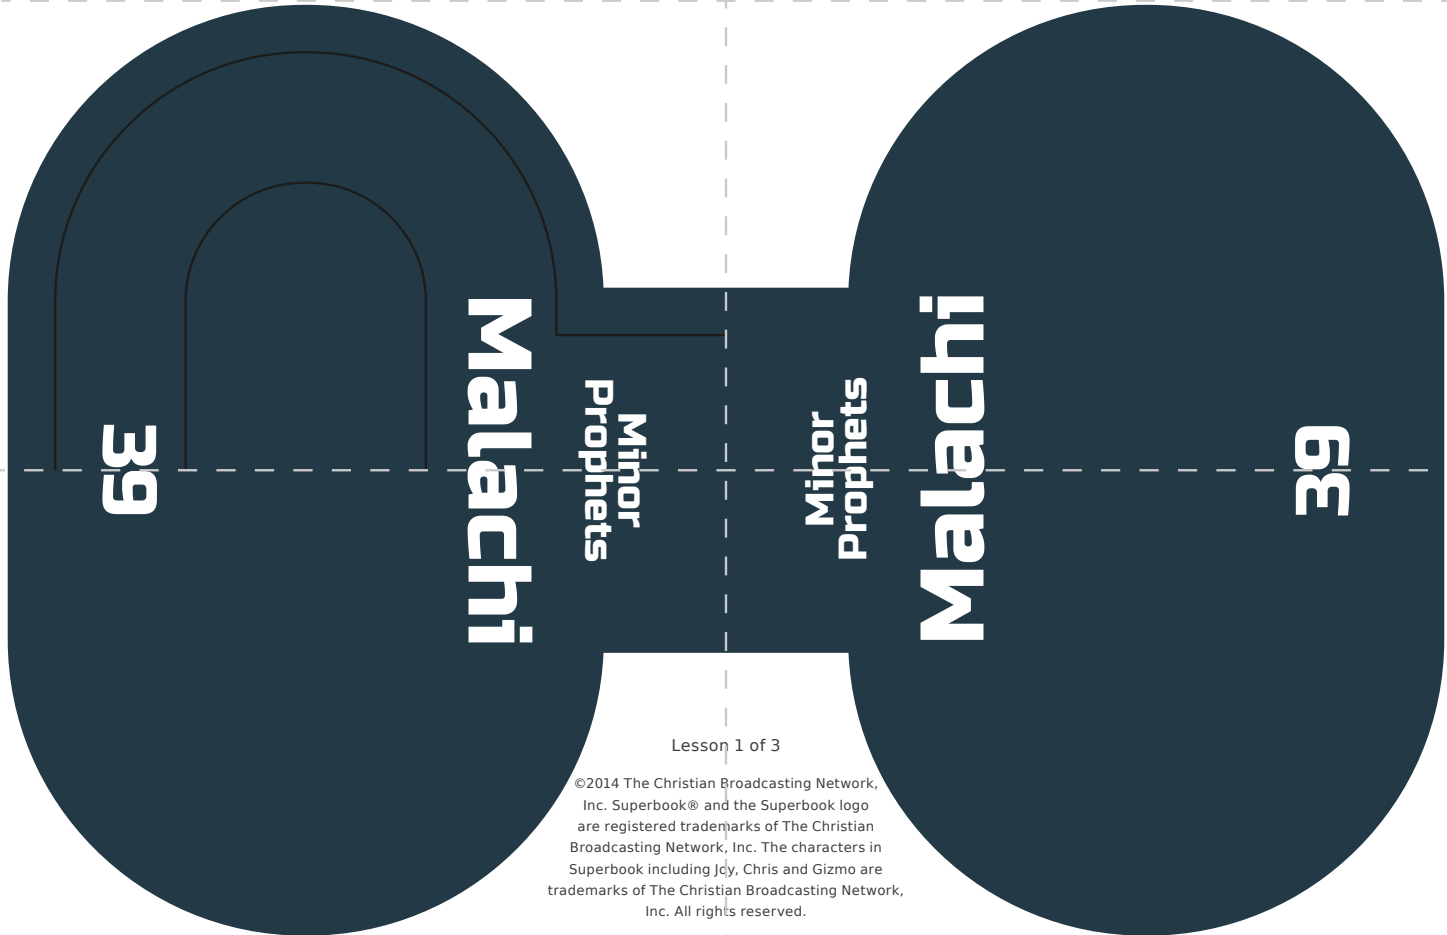 39
Malachi
Minor
Prophets
Minor
Prophets
Malachi
39
Lesson 1 of 3
©2014 The Christian Broadcasting Network,
Inc. Superbook® and the Superbook logo
are registered trademarks of The Christian
Broadcasting Network, Inc. The characters in
Superbook including Joy, Chris and Gizmo are
trademarks of The Christian Broadcasting Network,
Inc. All rights reserved.